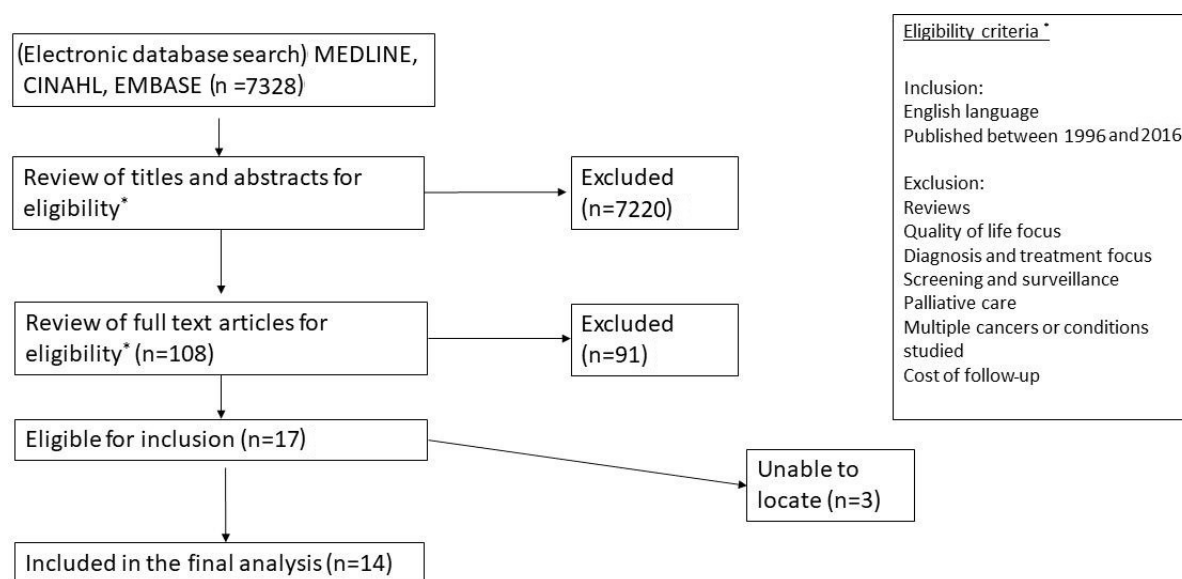 (Electronic database search) MEDLINE,
CINAHL, EMBASE (n =7328)
Review of titles and abstracts for
eligibility*
Excluded
(n=7220)
Review of full text articles for
eligibility* (n=108)
Excluded
(n=91)
Eligible for inclusion (n=17)
Unable to
locate (n=3)
Included in the final analysis (n=14)
Eligibility criteria *
Inclusion:
English language
Published between 1996 and 2016
Exclusion:
Reviews
Quality of life focus
Diagnosis and treatment focus
Screening and surveillance
Palliative care
Multiple cancers or conditions
studied
Cost of follow-up